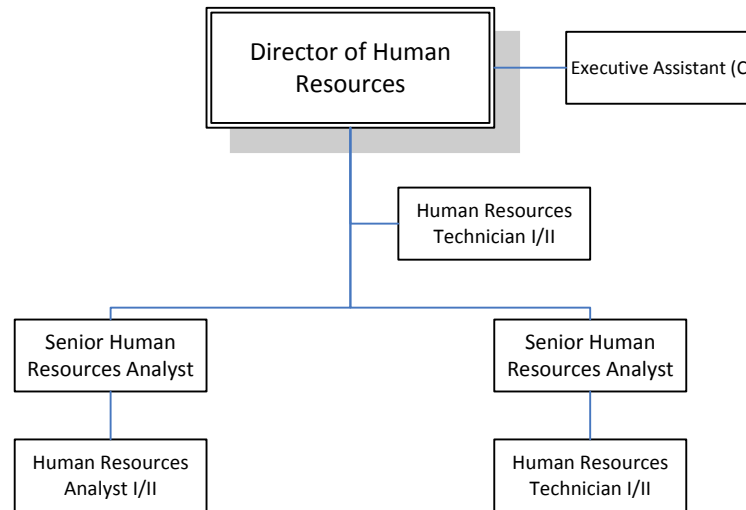 Director of Human
Resources
Executive Assistant (C
Human Resources
Technician I/II
Senior Human
Resources Analyst
Senior Human
Resources Analyst
Human Resources
Analyst I/II
Human Resources
Technician I/II